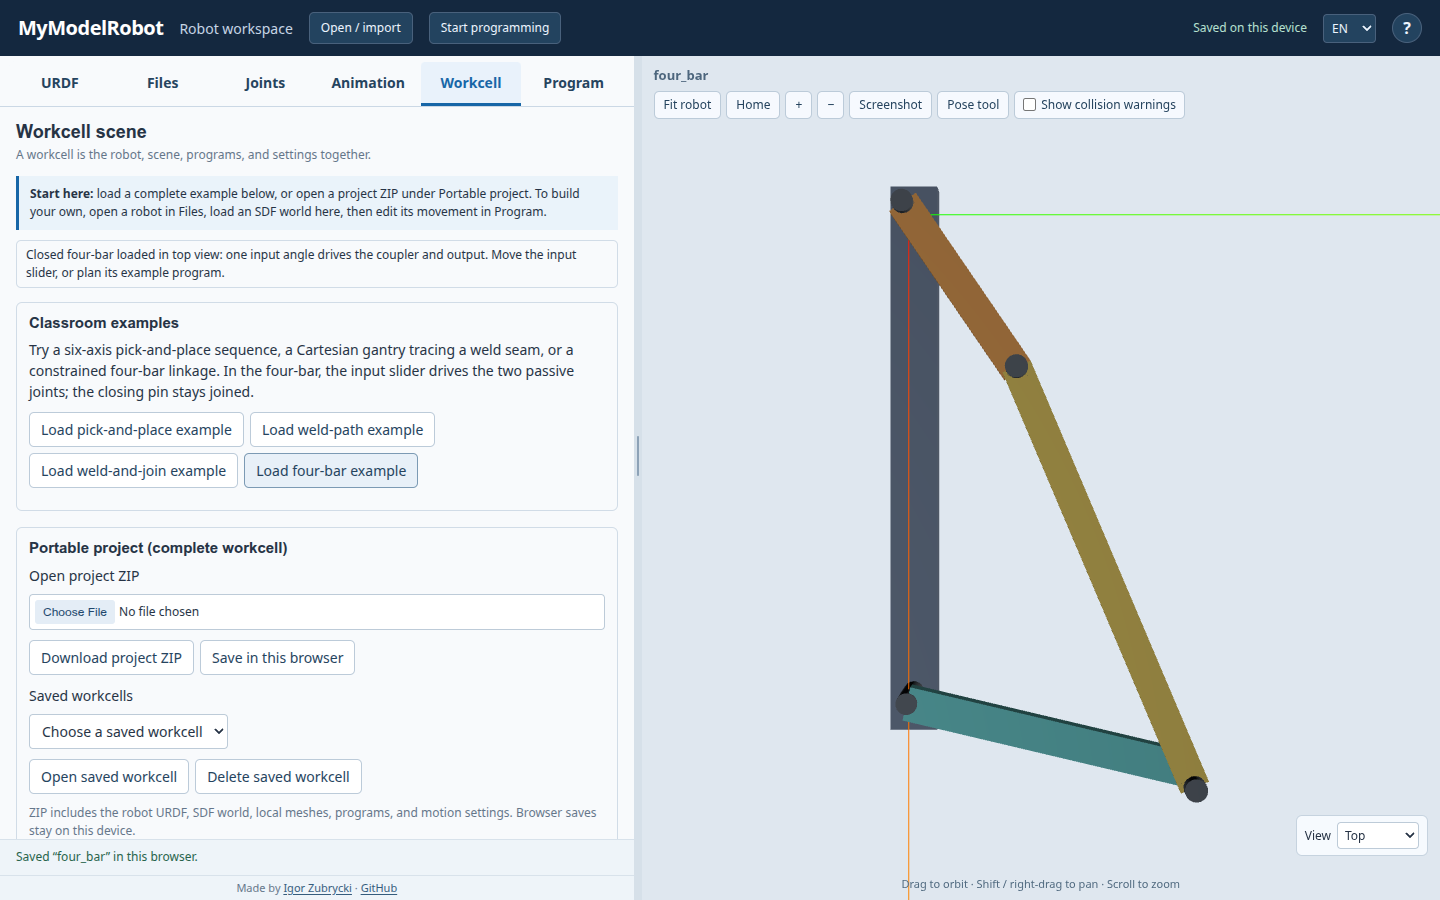 MyModelRobot
Robot workspace
Open / import
Start programming
Saved on this device
EN
?
URDF
Files
Joints
Animation
Workcell
Program
Workcell scene
A workcell is the robot, scene, programs, and settings together.
Start here: load a complete example below, or open a project ZIP under Portable project. To build
your own, open a robot in Files, load an SDF world here, then edit its movement in Program.
Closed four-bar loaded in top view: one input angle drives the coupler and output. Move the input
slider, or plan its example program.
Classroom examples
Try a six-axis pick-and-place sequence, a Cartesian gantry tracing a weld seam, or a
constrained four-bar linkage. In the four-bar, the input slider drives the two passive
joints; the closing pin stays joined.
Load pick-and-place example
Load weld-path example
Load weld-and-join example
Load four-bar example
Portable project (complete workcell)
Open project ZIP
Choose File No file chosen
Download project ZIP
Save in this browser
Saved workcells
Choose a saved workcell
Open saved workcell
Delete saved workcell
ZIP includes the robot URDF, SDF world, local meshes, programs, and motion settings. Browser saves
stay on this device.
Saved “four_bar” in this browser.
Made by Igor Zubrycki · GitHub
four_bar
Fit robot
Home
+
−
Screenshot
Pose tool
Show collision warnings
View
Top
Drag to orbit · Shift / right-drag to pan · Scroll to zoom